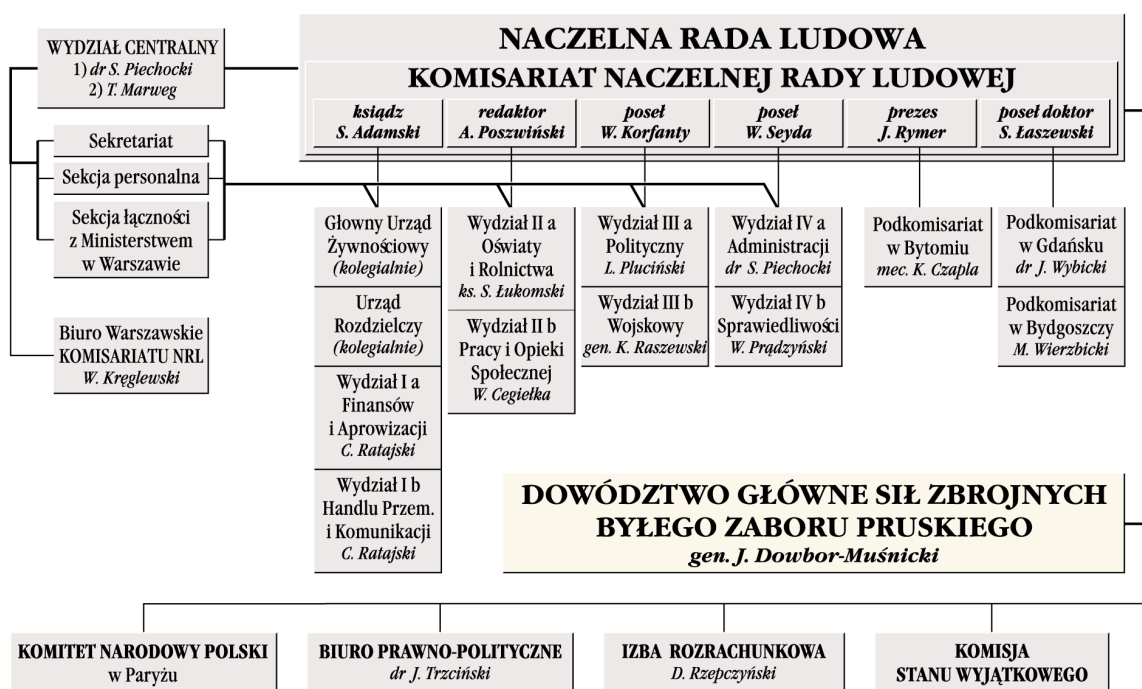 NACZELNA RADA LUDOWA
KOMISARIAT NACZELNEJ RADY LUDOWEJ
ksiądz
S. Adamski
redaktor
A. Poszwiński
poseł
W. Korfanty
poseł
W. Seyda
prezes
J. Rymer
poseł doktor
S. Łaszewski
WYDZIAŁ CENTRALNY
1) dr S. Piechocki
2) T. Marweg
Sekretariat
Sekcja personalna
Sekcja łączności
z Ministerstwem
w Warszawie
Biuro Warszawskie
KOMISARIATU NRL
W. Kręglewski
Głowny Urząd
Żywnościowy
(kolegialnie)
Urząd
Rozdzielczy
(kolegialnie)
Wydział I a
Finansów
i Aprowizacji
C. Ratajski
Wydział I b
Handlu Przem.
i Komunikacji
C. Ratajski
Wydział II a
Oświaty
i Rolnictwa
ks. S. Łukomski
Wydział II b
Pracy i Opieki
Społecznej
W. Cegiełka
Wydział III a
Polityczny
L. Pluciński
Wydział III b
Wojskowy
gen. K. Raszewski
Wydział IV a
Administracji
dr S. Piechocki
Wydział IV b
Sprawiedliwości
W. Prądzyński
Podkomisariat
w Bytomiu
mec. K. Czapla
Podkomisariat
w Gdańsku
dr J. Wybicki
Podkomisariat
w Bydgoszczy
M. Wierzbicki
DOWÓDZTWO GŁÓWNE SIŁ ZBROJNYCH
BYŁEGO ZABORU PRUSKIEGO
gen. J. Dowbor-Muśnicki
KOMITET NARODOWY POLSKI
w Paryżu
BIURO PRAWNO-POLITYCZNE
dr J. Trzciński
IZBA ROZRACHUNKOWA
D. Rzepczyński
KOMISJA
STANU WYJĄTKOWEGO